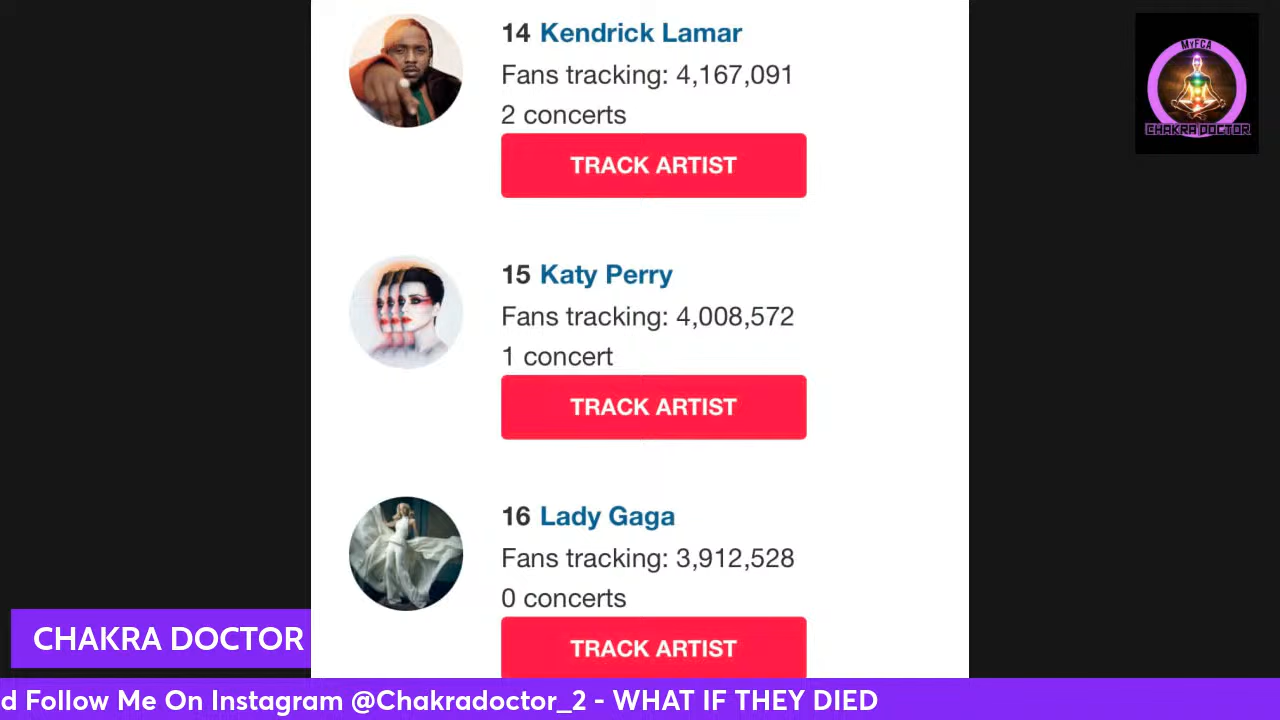 14 Kendrick Lamar
Fans tracking: 4,167,091
2 concerts
TRACK ARTIST
MYFCA
CHAKRA DOCTOR
15 Katy Perry
Fans tracking: 4,008,572
1 concert
TRACK ARTIST
16 Lady Gaga
Fans tracking: 3,912,528
0 concerts
TRACK ARTIST
CHAKRA DOCTOR
d Follow Me On Instagram @Chakradoctor_2 - WHAT IF THEY DIED